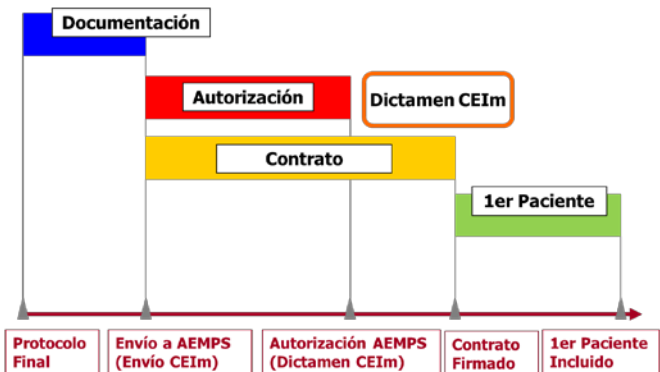 Documentación
Autorización
Dictamen CEIm
Contrato
1er Paciente
Protocolo
Final
Envío a AEMPS
(Envío CEIm)
Autorización AEMPS
(Dictamen CEIm)
Contrato
Firmado
1er Paciente
Incluido